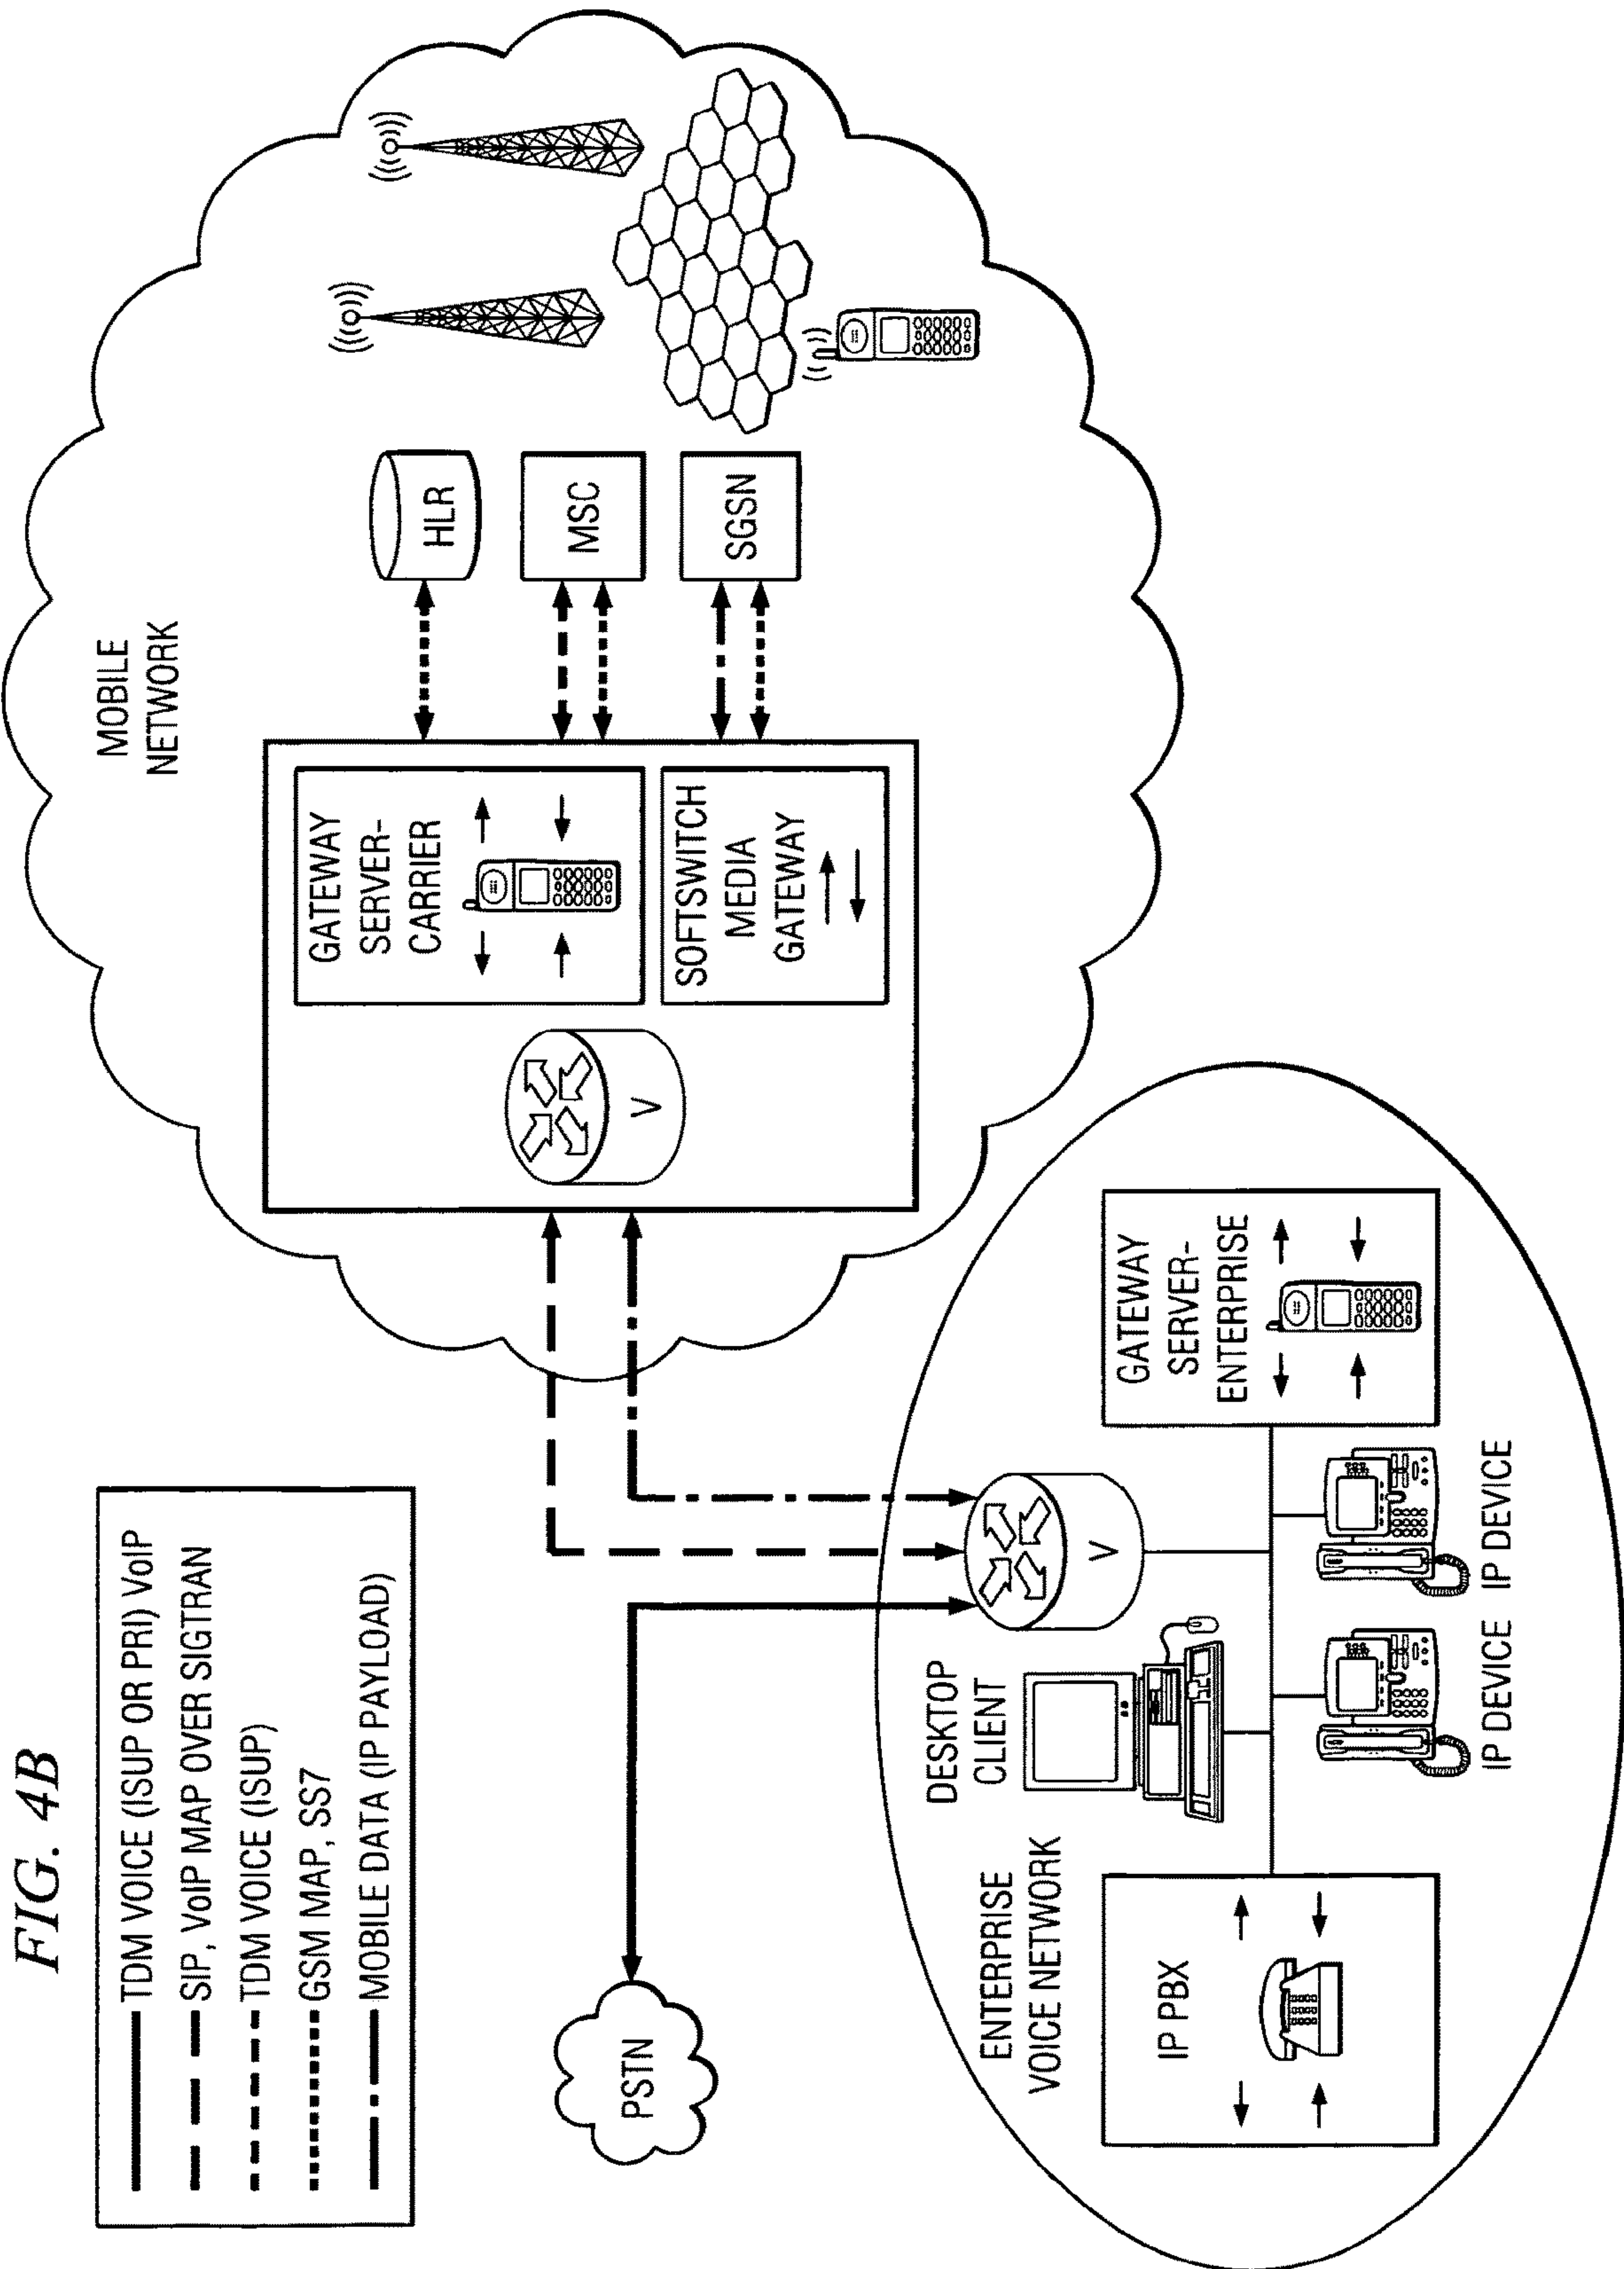 FIG. 4B
TDM VOICE (ISUP OR PRI) VoIP
SIP, VoIP MAP OVER SIGTRAN
TDM VOICE (ISUP)
GSM MAP, SS7
MOBILE DATA (IP PAYLOAD)
MOBILE
NETWORK
GATEWAY
SERVER-
CARRIER
SOFTSWITCH
MEDIA
GATEWAY
V
HLR
MSC
SGSN
PSTN
ENTERPRISE
VOICE NETWORK
DESKTOP
CLIENT
V
IP PBX
GATEWAY
SERVER-
ENTERPRISE
IP DEVICE
IP DEVICE